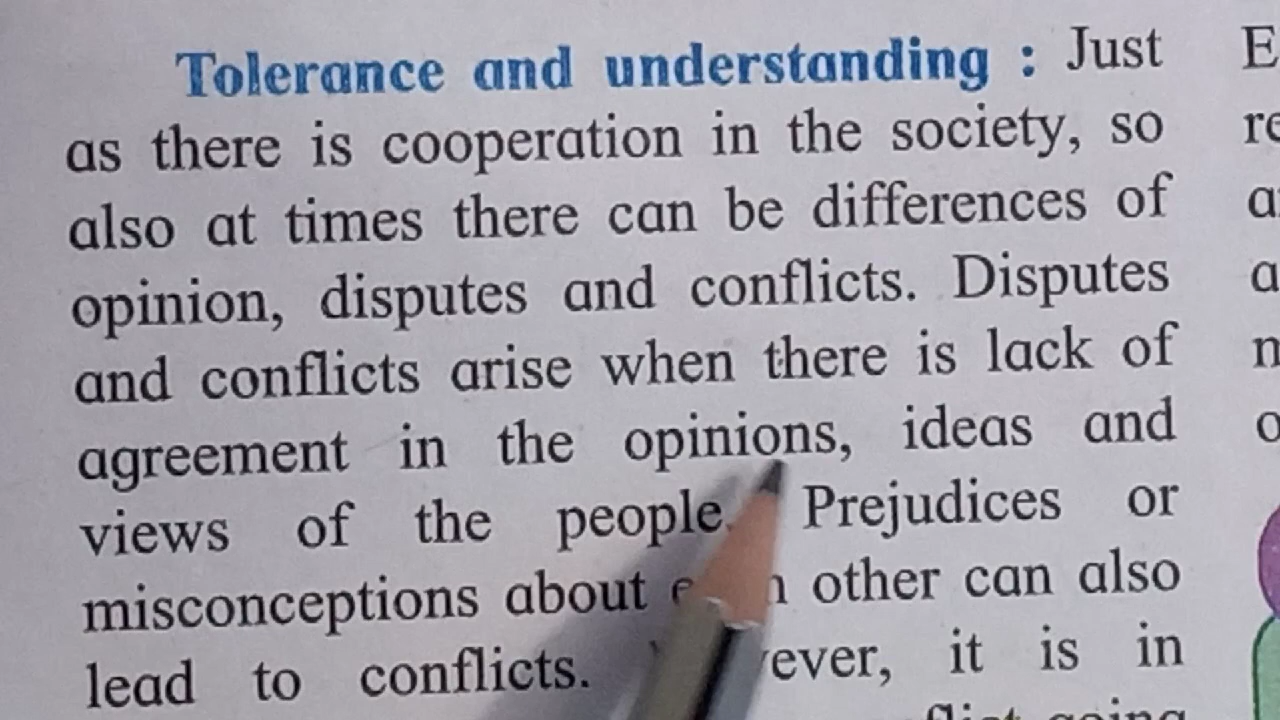 Tolerance and understanding : Just
as there is cooperation in the society, so
also at times there can be differences of
opinion, disputes and conflicts. Disputes
and conflicts arise when there is lack of
agreement in the opinions, ideas and
views of the people. Prejudices or
misconceptions about other can also
lead to conflicts. it is in
going